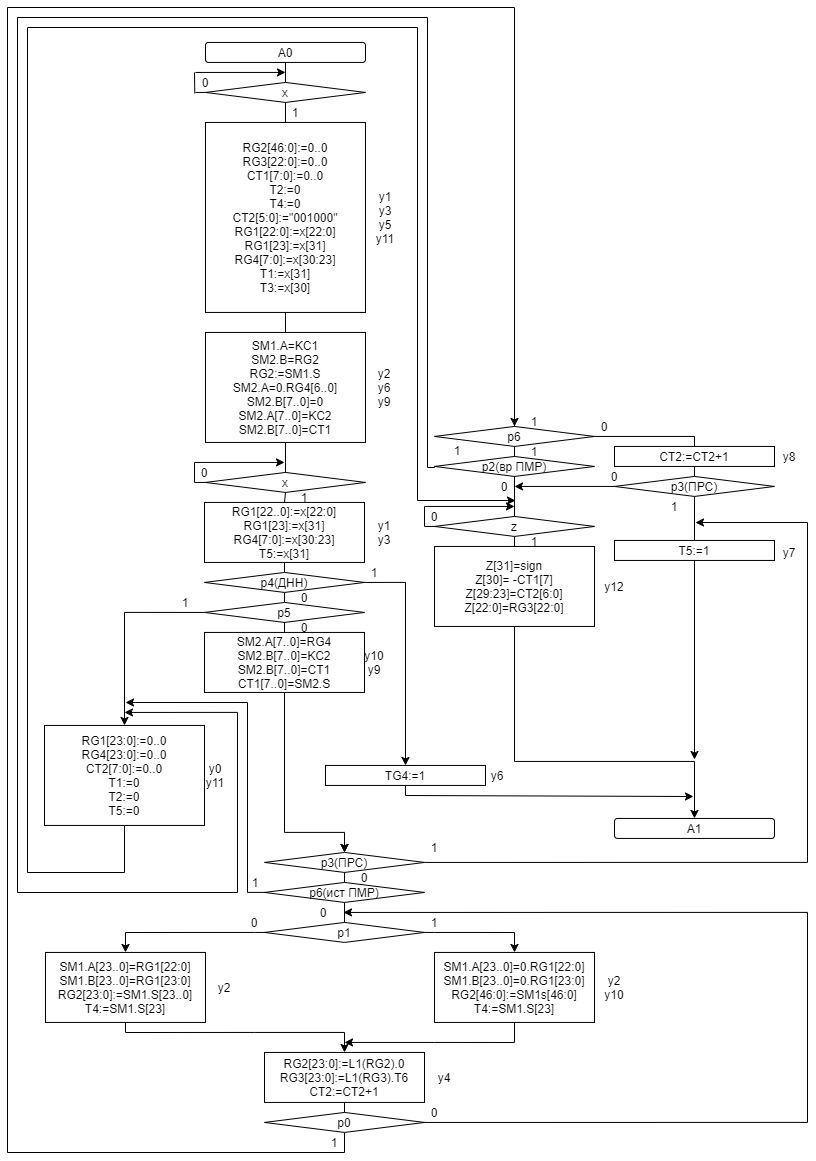 A0
0
x
1
RG2[46:0]:=0..0
RG3[22:0]:=0..0
CT1[7:0]:=0..0
T2:=0
T4:=0
CT2[5:0]:="001000"
RG1[22:0]:=x[22:0]
RG1[23]:=x[31]
RG4[7:0]:=x[30:23]
T1:=x[31]
T3:=x[30]
y1
y3
y5
y11
SM1.A=KC1
SM2.B=RG2
RG2:=SM1.S
SM2.A=0.RG4[6..0]
SM2.B[7..0]=0
SM2.A[7..0]=KC2
SM2.B[7..0]=CT1
y2
y6
y9
0
x
1
RG1[22..0]:=x[22:0]
RG1[23]:=x[31]
RG4[7:0]:=x[30:23]
T5:=x[31]
y1
y3
p4(ДНН)
1
0
1
p5
0
SM2.A[7..0]=RG4
SM2.B[7..0]=KC2
SM2.B[7..0]=CT1
CT1[7..0]=SM2.S
y10
y9
RG1[23:0]:=0..0
RG4[23:0]:=0..0
CT2[7:0]:=0..0
T1:=0
T2:=0
T5:=0
y0
y11
TG4:=1
y6
1
p6
0
1
1
p2(вр ПМР)
0
CT2:=CT2+1
y8
0
p3(ПРС)
1
T5:=1
y7
0
z
1
Z[31]=sign
Z[30]= -CT1[7]
Z[29:23]=CT2[6:0]
Z[22:0]=RG3[22:0]
y12
A1
p3(ПРС)
1
0
1
p6(ист ПМР)
0
0
p1
1
SM1.A[23..0]=RG1[22:0]
SM1.B[23..0]=RG1[23:0]
RG2[23:0]:=SM1.S[23..0]
T4:=SM1.S[23]
y2
SM1.A[23..0]=0.RG1[22:0]
SM1.B[23..0]=0.RG1[23:0]
RG2[46:0]:=SM1s[46:0]
T4:=SM1.S[23]
y2
y10
RG2[23:0]:=L1(RG2).0
RG3[23:0]:=L1(RG3).T6
CT2:=CT2+1
y4
p0
0
1